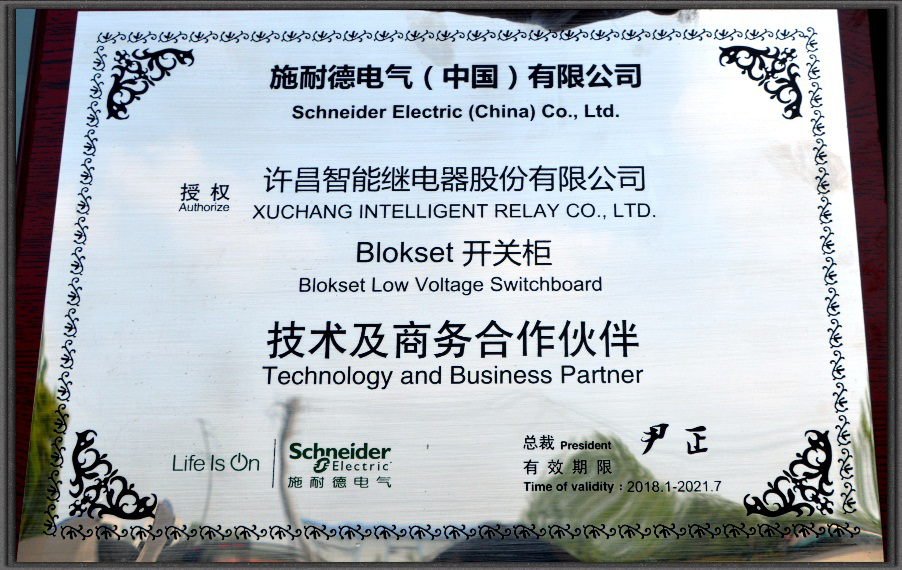 施耐德电气（中国）有限公司
Schneider Electric (China) Co., Ltd.
授权
Authorize
许昌智能继电器股份有限公司
XUCHANG INTELLIGENT RELAY CO., LTD.
Blokset 开关柜
Blokset Low Voltage Switchboard
技术及商务合作伙伴
Technology and Business Partner
Life Is On
Schneider
Electric
施耐德电气
总裁 President 尹正
有效期限
Time of validity : 2018.1-2021.7